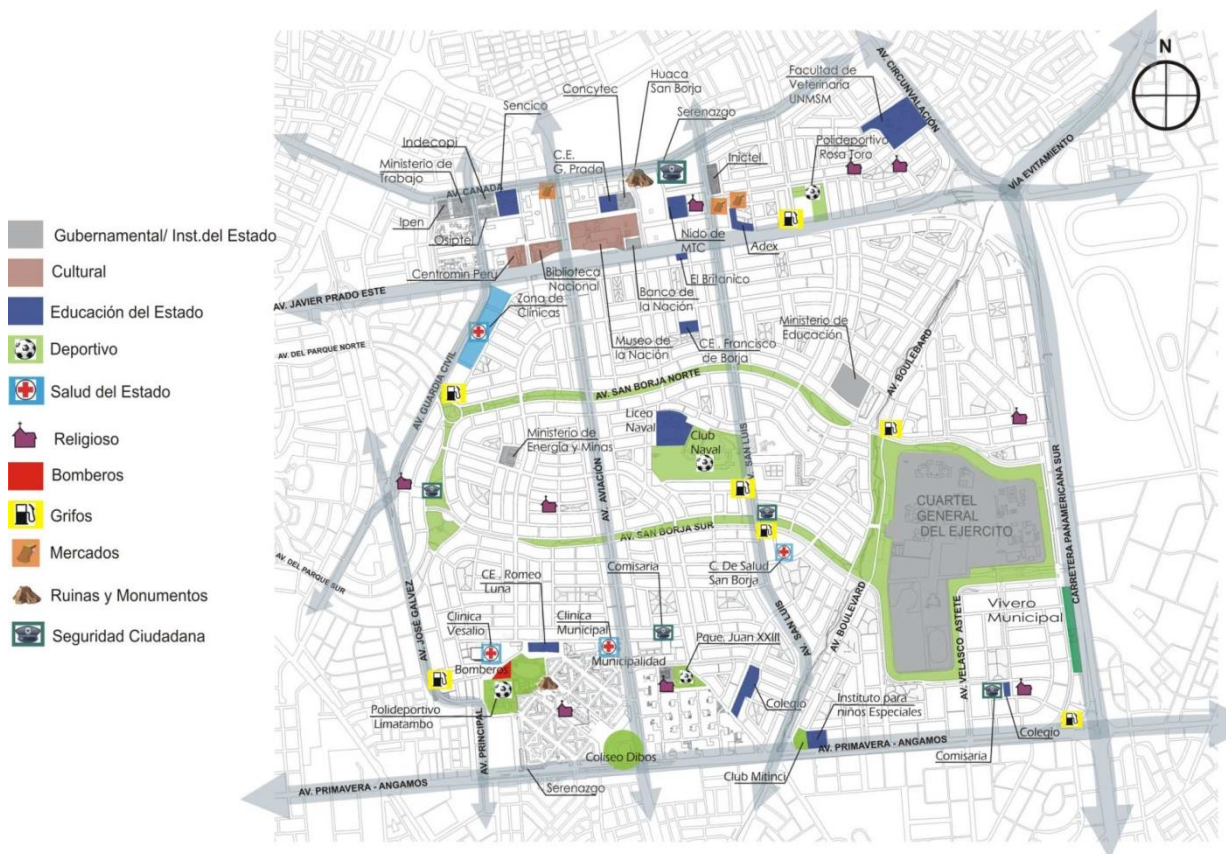 Gubernamental/ Inst.del Estado
Cultural
Educación del Estado
Deportivo
Salud del Estado
Religioso
Bomberos
Grifos
Mercados
Ruinas y Monumentos
Seguridad Ciudadana
N
Huaca
San Borja
Concytec
Sencico
Serenazgo
Facultad de
Veterinaria
UNMSM
AV. CIRCUNVALACIÓN
Indecopi
Ministerio de
Trabajo
C.E.
G. Prada
Inictel
Polideportivo
Rosa Toro
VÍA EVITAMIENTO
AV. CANADA
Ipen
Osiptel
Nido de
MTC
Adex
Centromin Peru
Biblioteca
Nacional
El Britanico
Banco de
la Nación
AV. JAVIER PRADO ESTE
Zona de
Clinicas
Museo de
la Nación
CE . Francisco
de Borja
Ministerio de
Educación
AV. DEL PARQUE NORTE
AV. GUARDIA CIVIL
AV. SAN BORJA NORTE
AV. BOULEBARD
Liceo
Naval
Club
Naval
Ministerio de
Energía y Minas
AV. AVIACIÓN
V. SAN LUIS
CUARTEL
GENERAL
DEL EJERCITO
CARRETERA PANAMERICANA SUR
AV. SAN BORJA SUR
AV. DEL PARQUE SUR
CE . Romeo
Luna
Comisaria
C. De Salud
San Borja
AV. JOSÉ GALVEZ
Clinica
Vesalio
Clinica
Municipal
AV. SAN LUIS
AV. BOULEVARD
AV. VELASCO ASTETE
Vivero
Municipal
Pque. Juan XXIII
Bomberos
Municipalidad
Polideportivo
Limatambo
Colegio
Instituto para
niños Especiales
Colegio
AV. PRINCIPAL
Coliseo Dibos
AV. PRIMAVERA - ANGAMOS
Comisaria
Club Mitinci
AV. PRIMAVERA - ANGAMOS
Serenazgo